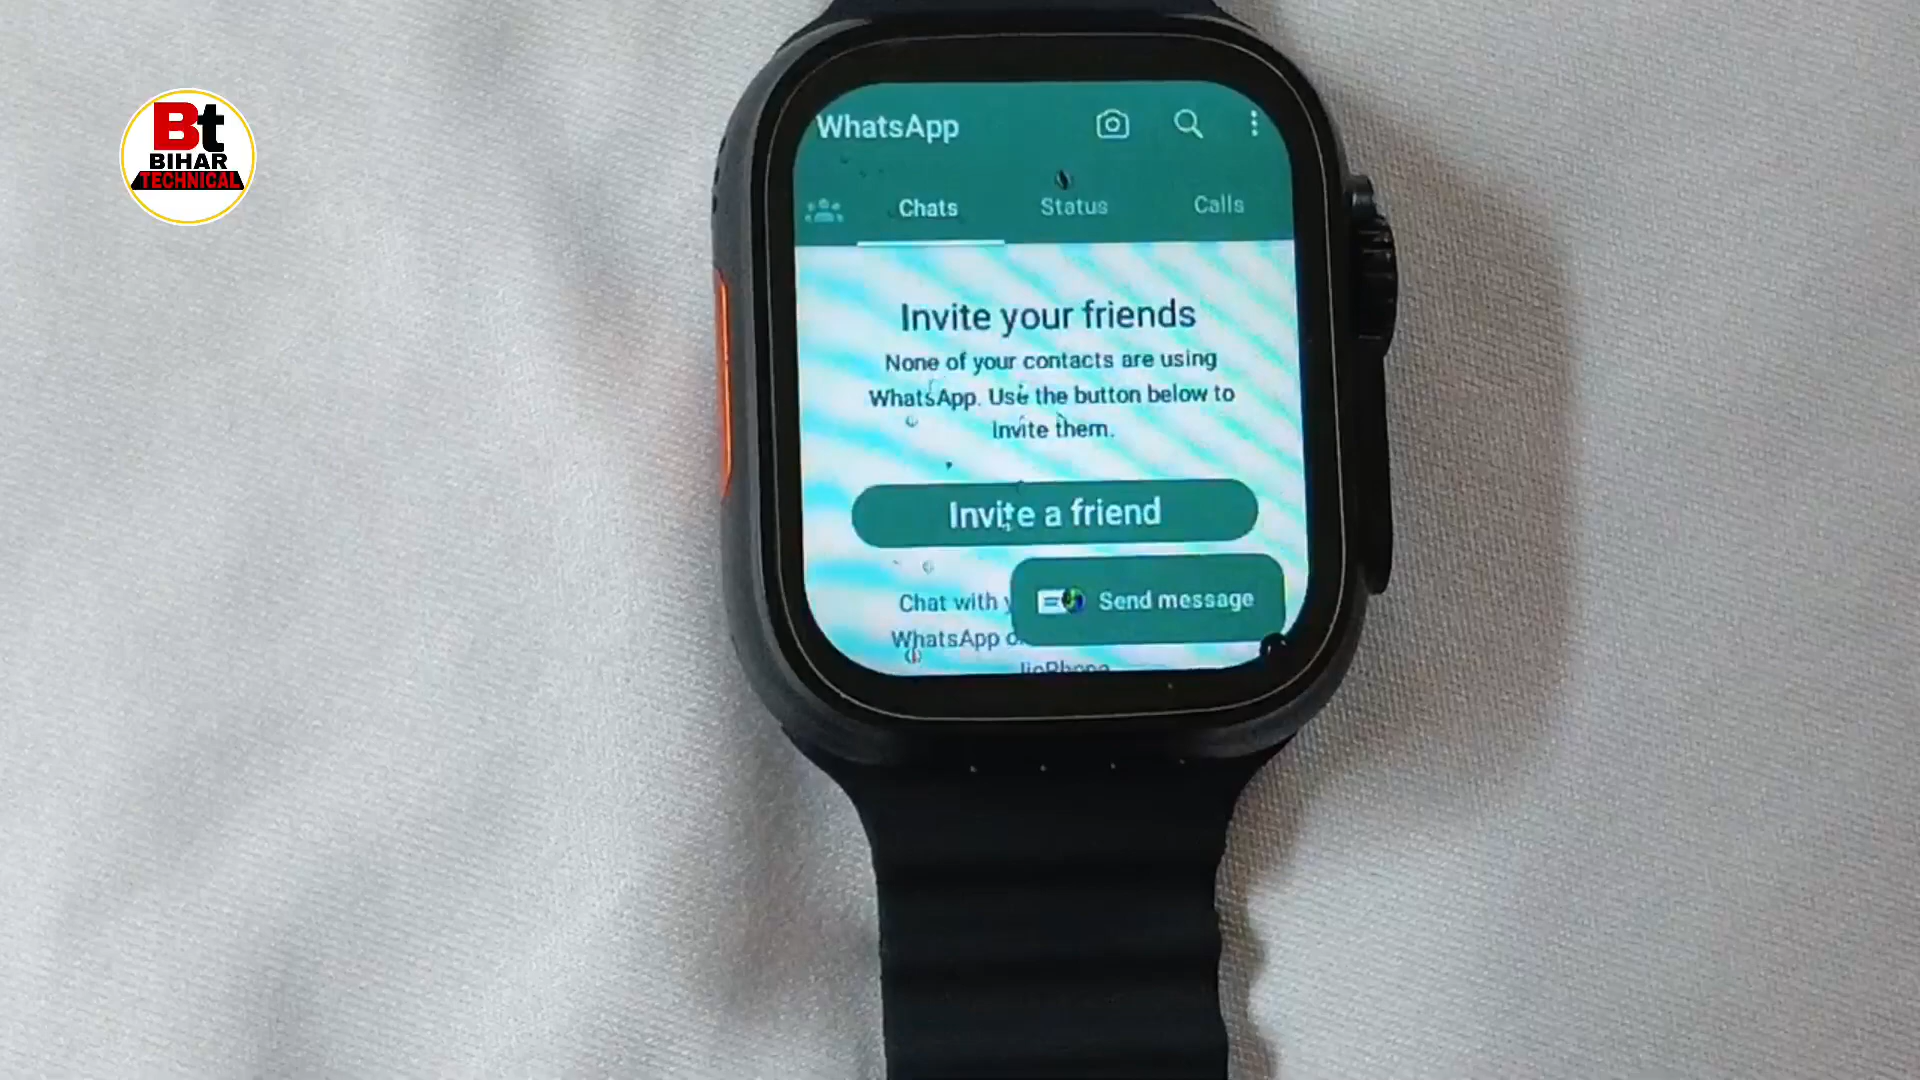 Bt
BIHAR
TECHNICAL
WhatsApp
Chats
Status
Calls
Invite your friends
None of your contacts are using
WhatsApp. Use the button below to
invite them.
Invite a friend
Chat with
WhatsApp
Send message
JioPhone